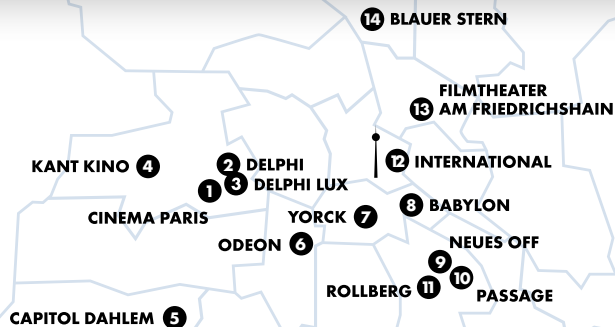 14 BLAUER STERN
FILMTHEATER
13 AM FRIEDRICHSHAIN
KANT KINO 4
2 DELPHI
12 INTERNATIONAL
1
3 DELPHI LUX
CINEMA PARIS
YORCK 7
8 BABYLON
ODEON 6
NEUES OFF
9
10
ROLLBERG 11
PASSAGE
CAPITOL DAHLEM 5